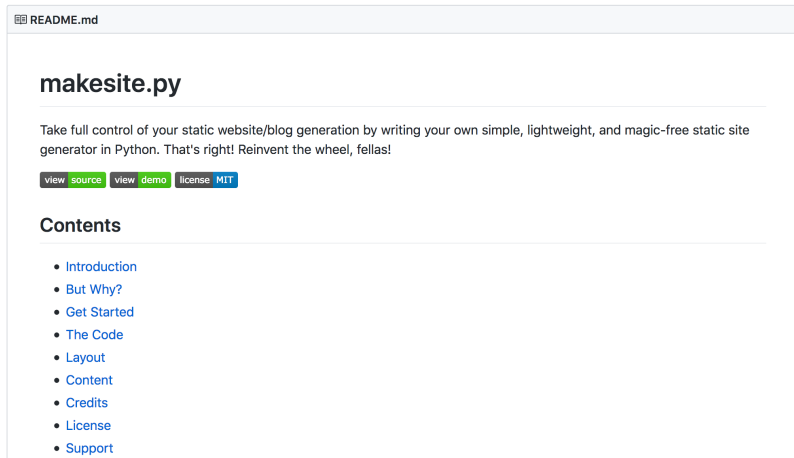 README.md
makesite.py
Take full control of your static website/blog generation by writing your own simple, lightweight, and magic-free static site
generator in Python. That's right! Reinvent the wheel, fellas!
view source view demo license MIT
Contents
Introduction
But Why?
Get Started
The Code
Layout
Content
Credits
License
Support